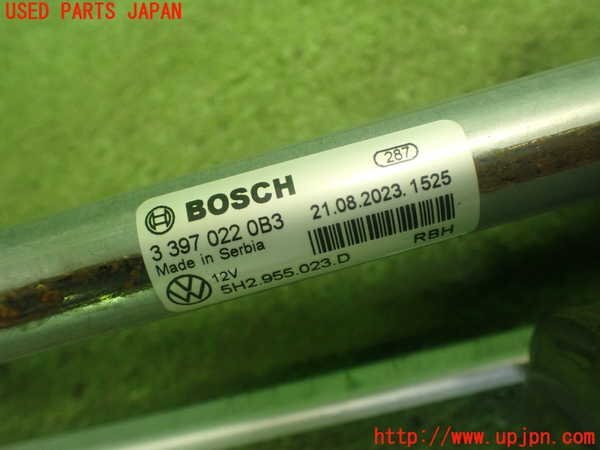 USED PARTS JAPAN
287
BOSCH
21.08.2023.1525
3 397 022 0B3
Made in Serbia
RBH
12V
5H2.955.023.D
http://www.upjpn.com/